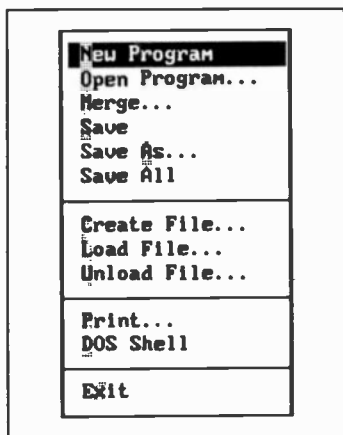 New Program
Open Program...
Merge...
Save
Save As...
Save All
Create File...
Load File...
Unload File...
Print...
DOS Shell
Exit